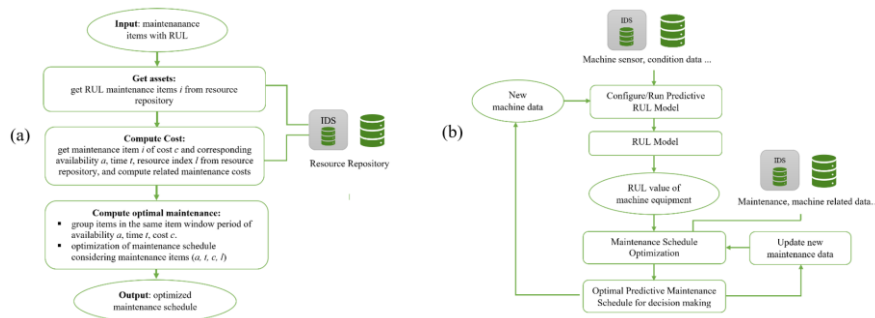 (a)
Input: maintenanance
items with RUL
Get assets:
get RUL maintenance items i from resource
repository
Compute Cost:
get maintenance item i of cost c and corresponding
availability a, time t, resource index l from resource
repository, and compute related maintenance costs
IDS
Resource Repository
Compute optimal maintenance:
▪ group items in the same item window period of
availability a, time t, cost c.
▪ optimization of maintenance schedule
considering maintenance items (a, t, c, l)
Output: optimized
maintenance schedule
(b)
IDS
Machine sensor, condition data ...
New
machine data
Configure/Run Predictive
RUL Model
RUL Model
RUL value of
machine equipment
IDS
Maintenance, machine related data..
Maintenance Schedule
Optimization
Update new
maintenance data
Optimal Predictive Maintenance
Schedule for decision making